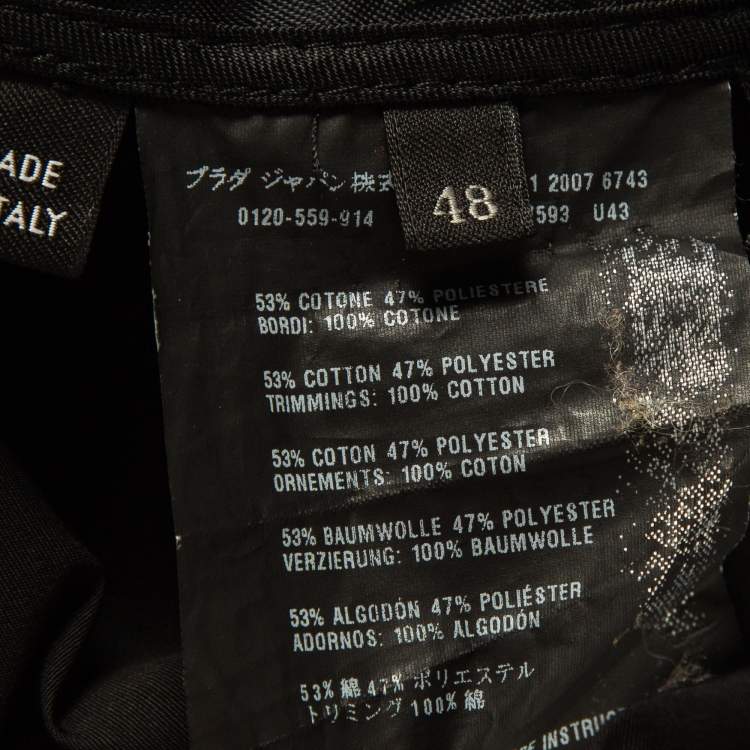 ADE
TALY
48
プラダ ジャパン株式 1 2007 6743
0120-559-914 7593 U43
53% COTONE 47% POLIESTERE
BORDI: 100% COTONE
53% COTTON 47% POLYESTER
TRIMMINGS: 100% COTTON
53% COTON 47% POLYESTER
ORNEMENTS: 100% COTON
53% BAUMWOLLE 47% POLYESTER
VERZIERUNG: 100% BAUMWOLLE
53% ALGODÓN 47% POLIÉSTER
ADORNOS: 100% ALGODÓN
53% 綿 47% ポリエステル
トリミング 100% 綿
INSTRUC